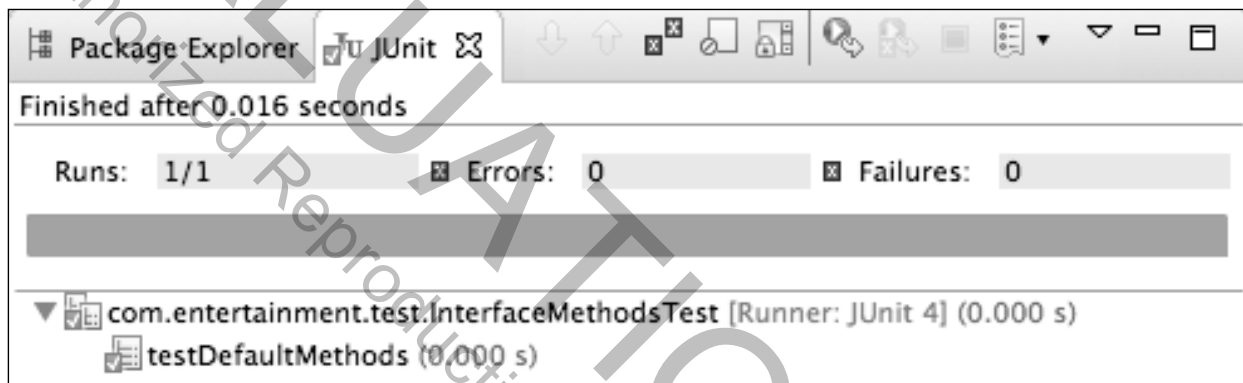 Package Explorer JUnit
Finished after 0.016 seconds
Runs: 1/1 Errors: 0 Failures: 0
com.entertainment.test.InterfaceMethodsTest [Runner: JUnit 4] (0.000 s)
testDefaultMethods (0.000 s)